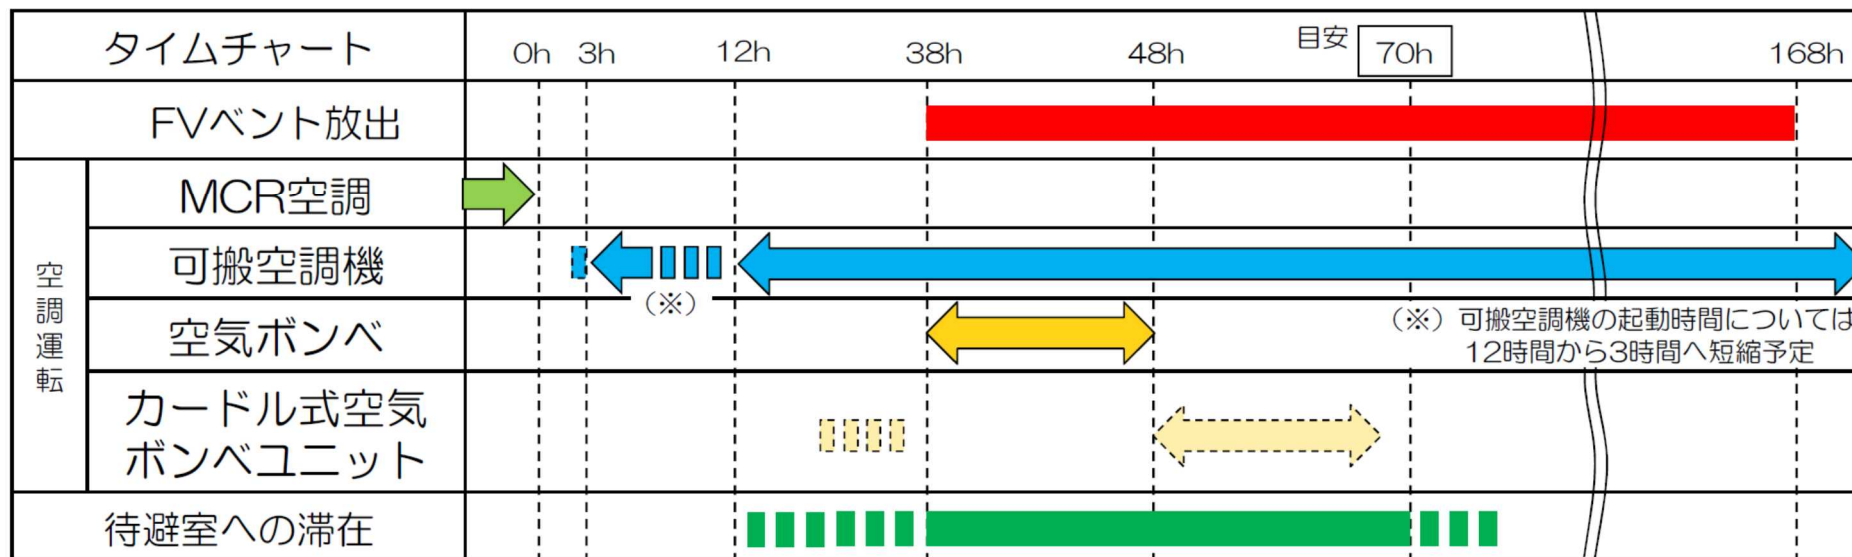 タイムチャート
0h 3h 12h 38h 48h 目安 70h 168h
FVベント放出
空調運転
MCR空調
可搬空調機
(※)
空気ボンベ
(※)可搬空調機の起動時間については
12時間から3時間へ短縮予定
カードル式空気
ボンベユニット
待避室への滞在